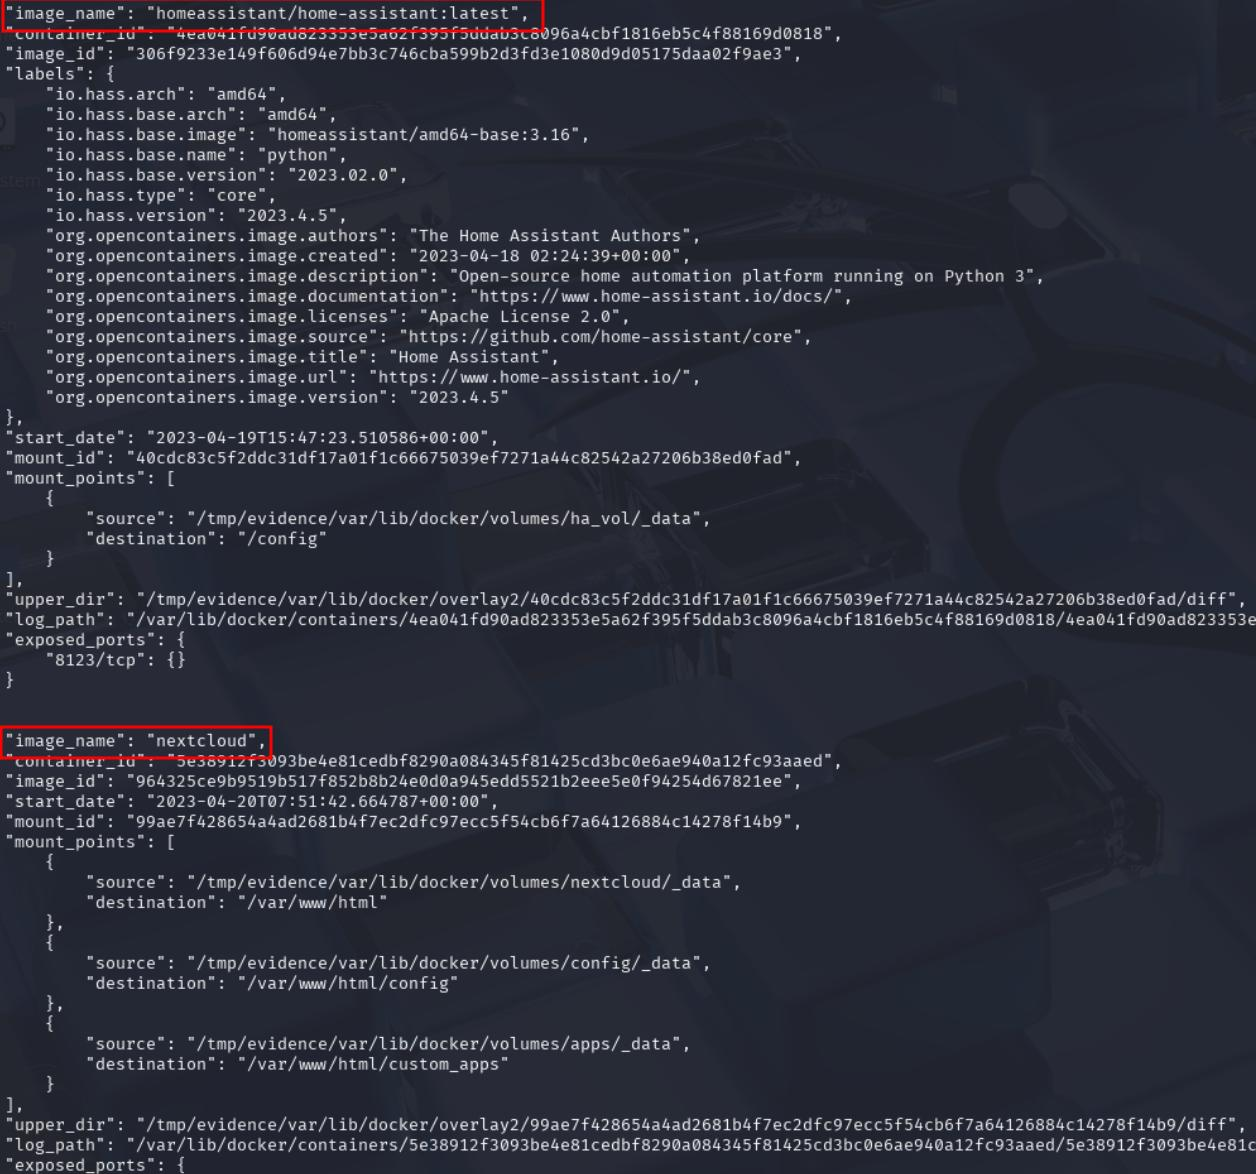 "image_name": "homeassistant/home-assistant:latest",
"container_id": "4ea041fd90ad823353e5a62f395f5ddab3c8096a4cbf1816eb5c4f88169d0818",
"image_id": "306f9233e149f606d94e7bb3c746cba599b2d3fd3e1080d9d05175daa02f9ae3",
"labels": {
    "io.hass.arch": "amd64",
    "io.hass.base.arch": "amd64",
    "io.hass.base.image": "homeassistant/amd64-base:3.16",
    "io.hass.base.name": "python",
    "io.hass.base.version": "2023.02.0",
    "io.hass.type": "core",
    "io.hass.version": "2023.4.5",
    "org.opencontainers.image.authors": "The Home Assistant Authors",
    "org.opencontainers.image.created": "2023-04-18 02:24:39+00:00",
    "org.opencontainers.image.description": "Open-source home automation platform running on Python 3",
    "org.opencontainers.image.documentation": "https://www.home-assistant.io/docs/",
    "org.opencontainers.image.licenses": "Apache License 2.0",
    "org.opencontainers.image.source": "https://github.com/home-assistant/core",
    "org.opencontainers.image.title": "Home Assistant",
    "org.opencontainers.image.url": "https://www.home-assistant.io/",
    "org.opencontainers.image.version": "2023.4.5"
},
"start_date": "2023-04-19T15:47:23.510586+00:00",
"mount_id": "40cdc83c5f2ddc31df17a01f1c66675039ef7271a44c82542a27206b38ed0fad",
"mount_points": [
    {
        "source": "/tmp/evidence/var/lib/docker/volumes/ha_vol/_data",
        "destination": "/config"
    }
],
"upper_dir": "/tmp/evidence/var/lib/docker/overlay2/40cdc83c5f2ddc31df17a01f1c66675039ef7271a44c82542a27206b38ed0fad/diff",
"log_path": "/var/lib/docker/containers/4ea041fd90ad823353e5a62f395f5ddab3c8096a4cbf1816eb5c4f88169d0818/4ea041fd90ad823353e
"exposed_ports": {
    "8123/tcp": {}
}
"image_name": "nextcloud",
"container_id": "5e38912f3093be4e81cedbf8290a084345f81425cd3bc0e6ae940a12fc93aaed",
"image_id": "964325ce9b9519b517f852b8b24e0d0a945edd5521b2eee5e0f94254d67821ee",
"start_date": "2023-04-20T07:51:42.664787+00:00",
"mount_id": "99ae7f428654a4ad2681b4f7ec2dfc97ecc5f54cb6f7a64126884c14278f14b9",
"mount_points": [
    {
        "source": "/tmp/evidence/var/lib/docker/volumes/nextcloud/_data",
        "destination": "/var/www/html"
    },
    {
        "source": "/tmp/evidence/var/lib/docker/volumes/config/_data",
        "destination": "/var/www/html/config"
    },
    {
        "source": "/tmp/evidence/var/lib/docker/volumes/apps/_data",
        "destination": "/var/www/html/custom_apps"
    }
],
"upper_dir": "/tmp/evidence/var/lib/docker/overlay2/99ae7f428654a4ad2681b4f7ec2dfc97ecc5f54cb6f7a64126884c14278f14b9/diff",
"log_path": "/var/lib/docker/containers/5e38912f3093be4e81cedbf8290a084345f81425cd3bc0e6ae940a12fc93aaed/5e38912f3093be4e81c
"exposed_ports": {